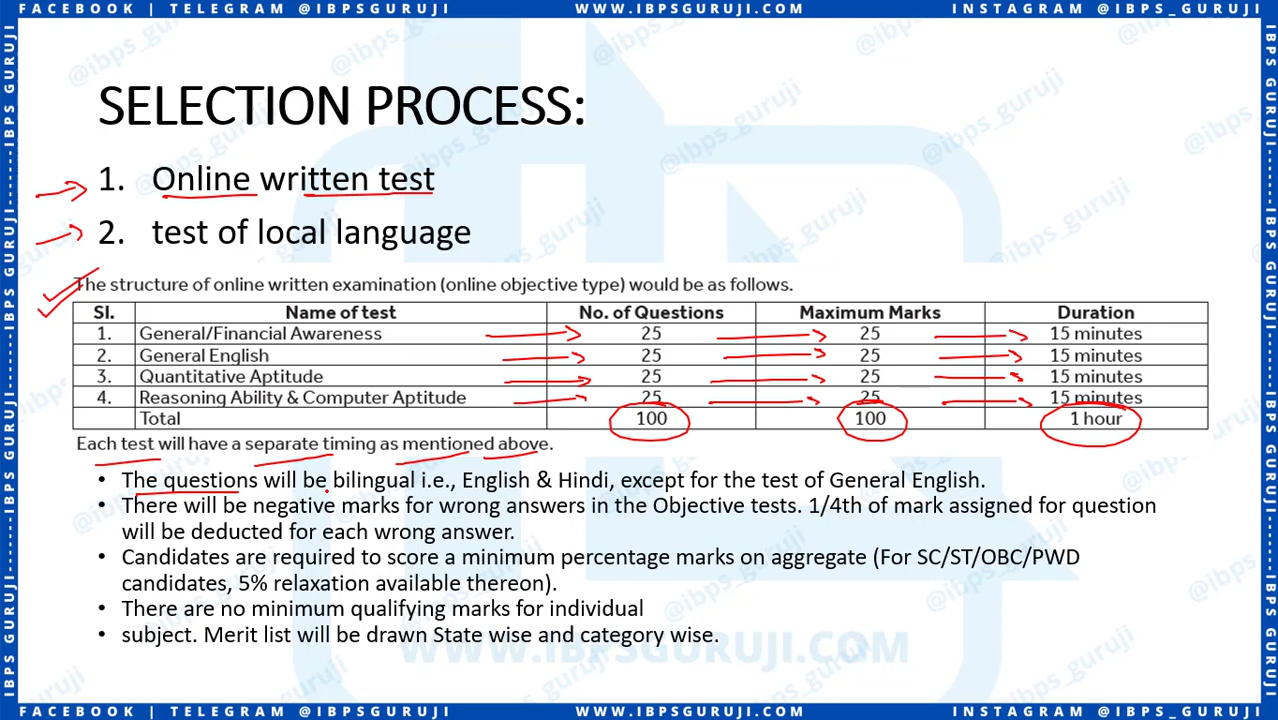 FACEBOOK | TELEGRAM @IBPSGURUJI WWW.IBPSGURUJI.COM INSTAGRAM @IBPS_GURUJI
SELECTION PROCESS:
1. Online written test
2. test of local language
The structure of online written examination (online objective type) would be as follows.
Sl. Name of test No. of Questions Maximum Marks Duration
1. General/Financial Awareness 25 25 15 minutes
2. General English 25 25 15 minutes
3. Quantitative Aptitude 25 25 15 minutes
4. Reasoning Ability & Computer Aptitude 25 25 15 minutes
Total 100 100 1 hour
Each test will have a separate timing as mentioned above.
• The questions will be bilingual i.e., English & Hindi, except for the test of General English.
• There will be negative marks for wrong answers in the Objective tests. 1/4th of mark assigned for question
will be deducted for each wrong answer.
• Candidates are required to score a minimum percentage marks on aggregate (For SC/ST/OBC/PWD
candidates, 5% relaxation available thereon).
• There are no minimum qualifying marks for individual
• subject. Merit list will be drawn State wise and category wise.
WWW.IBPSGURUJI.COM
FACEBOOK | TELEGRAM @IBPSGURUJI WWW.IBPSGURUJI.COM INSTAGRAM @IBPS_GURUJI